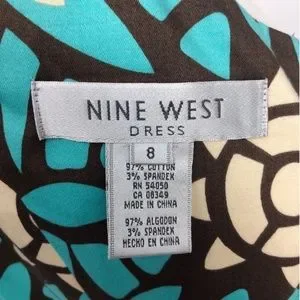 NINE WEST
DRESS
8
97% COTTON
3% SPANDEX
RN 54050
CA 08349
MADE IN CHINA
97% ALGODON
3% SPANDEX
HECHO EN CHINA